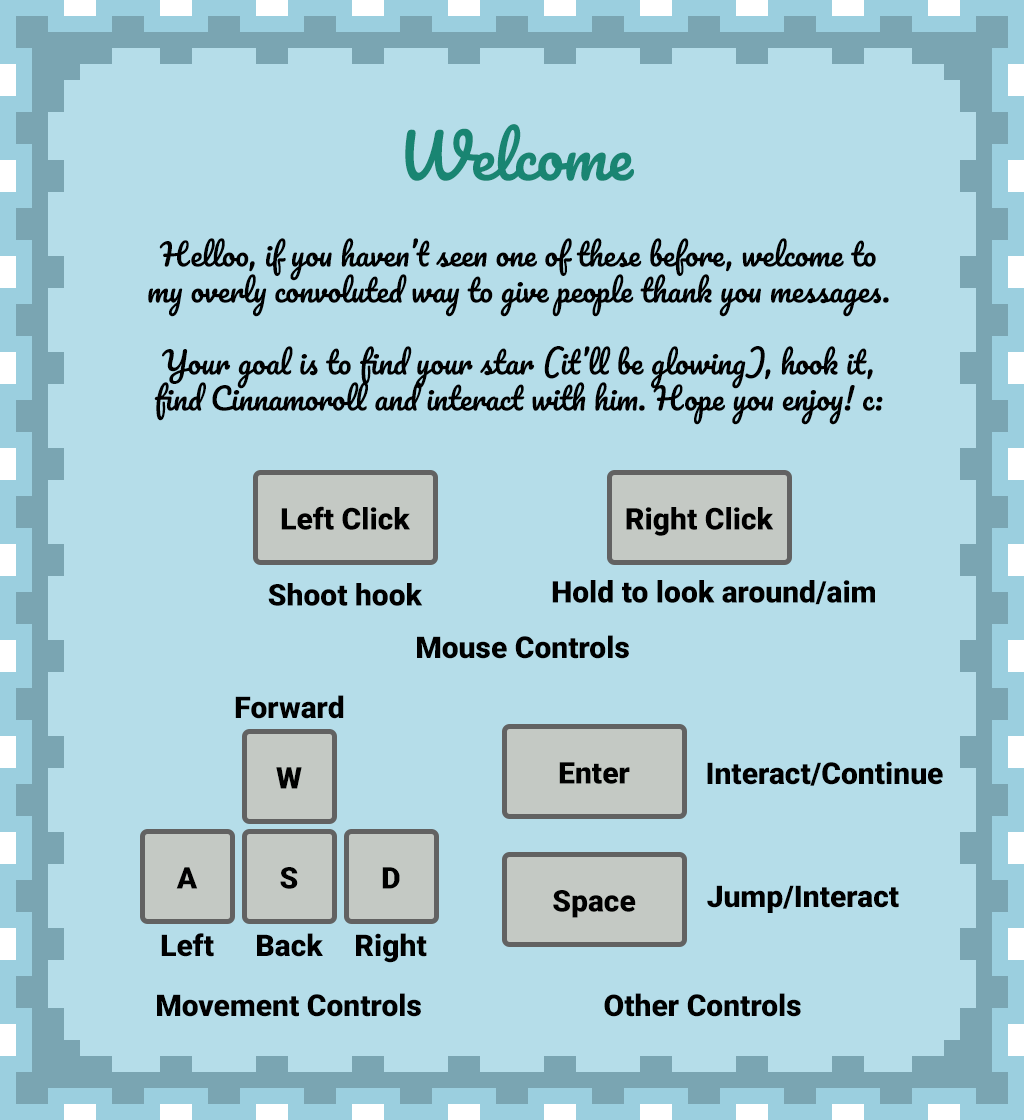 Welcome
Helloo, if you haven't seen one of these before, welcome to
my overly convoluted way to give people thank you messages.
Your goal is to find your star (it'll be glowing), hook it,
find Cinnamoroll and interact with him. Hope you enjoy! c:
Left Click
Right Click
Shoot hook
Hold to look around/aim
Mouse Controls
Forward
W
A
S
D
Left
Back
Right
Movement Controls
Enter
Interact/Continue
Space
Jump/Interact
Other Controls